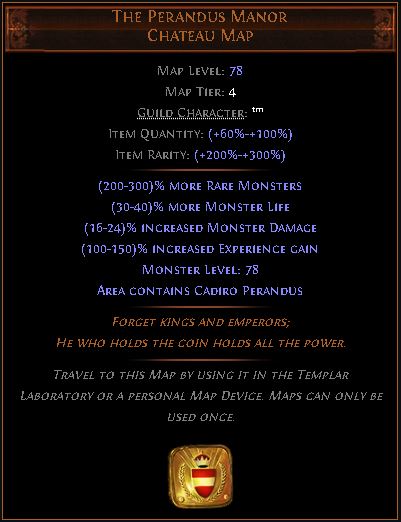 The Perandus Manor
Chateau Map
Map Level: 78
Map Tier: 4
Guild Character: ™
Item Quantity: (+60%-+100%)
Item Rarity: (+200%-+300%)
(200-300)% more Rare Monsters
(30-40)% more Monster Life
(16-24)% increased Monster Damage
(100-150)% increased Experience gain
Monster Level: 78
Area contains Cadiro Perandus
Forget kings and emperors;
He who holds the coin holds all the power.
Travel to this Map by using it in the Templar
Laboratory or a personal Map Device. Maps can only be
used once.